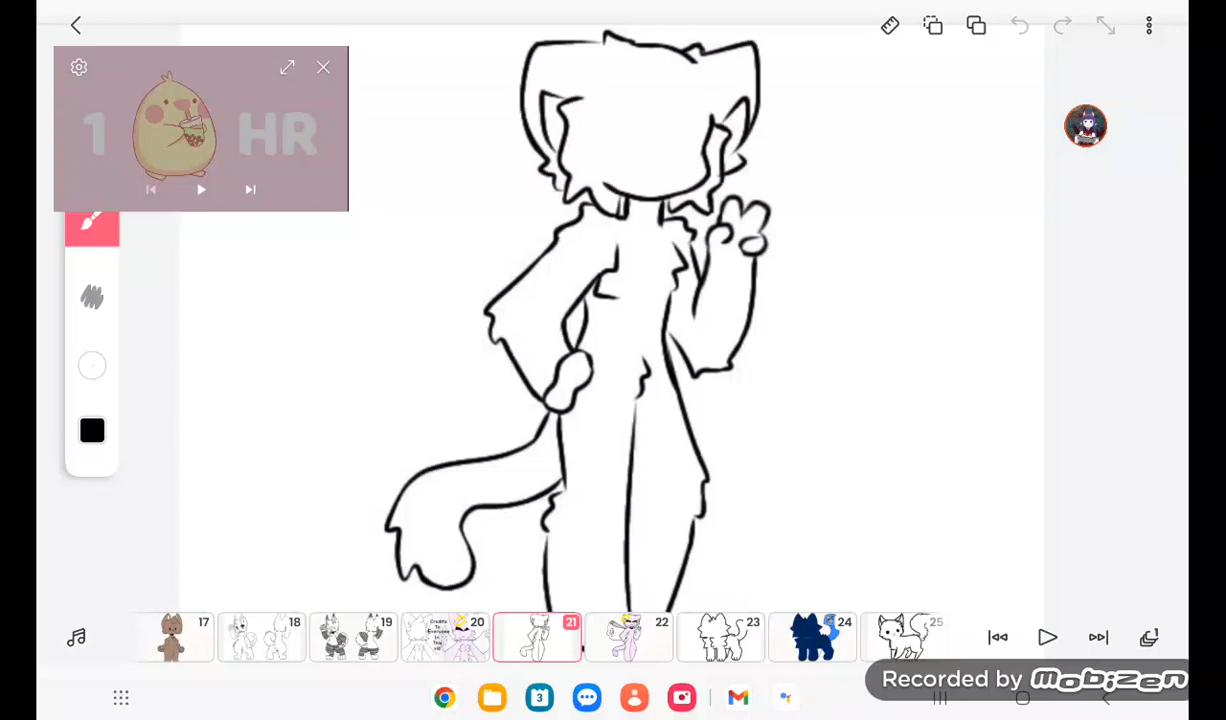 1 HR
17 18 19 20 21 22 23 24 25
Credits
To
Everyone
In
This
3
Recorded by mobizen